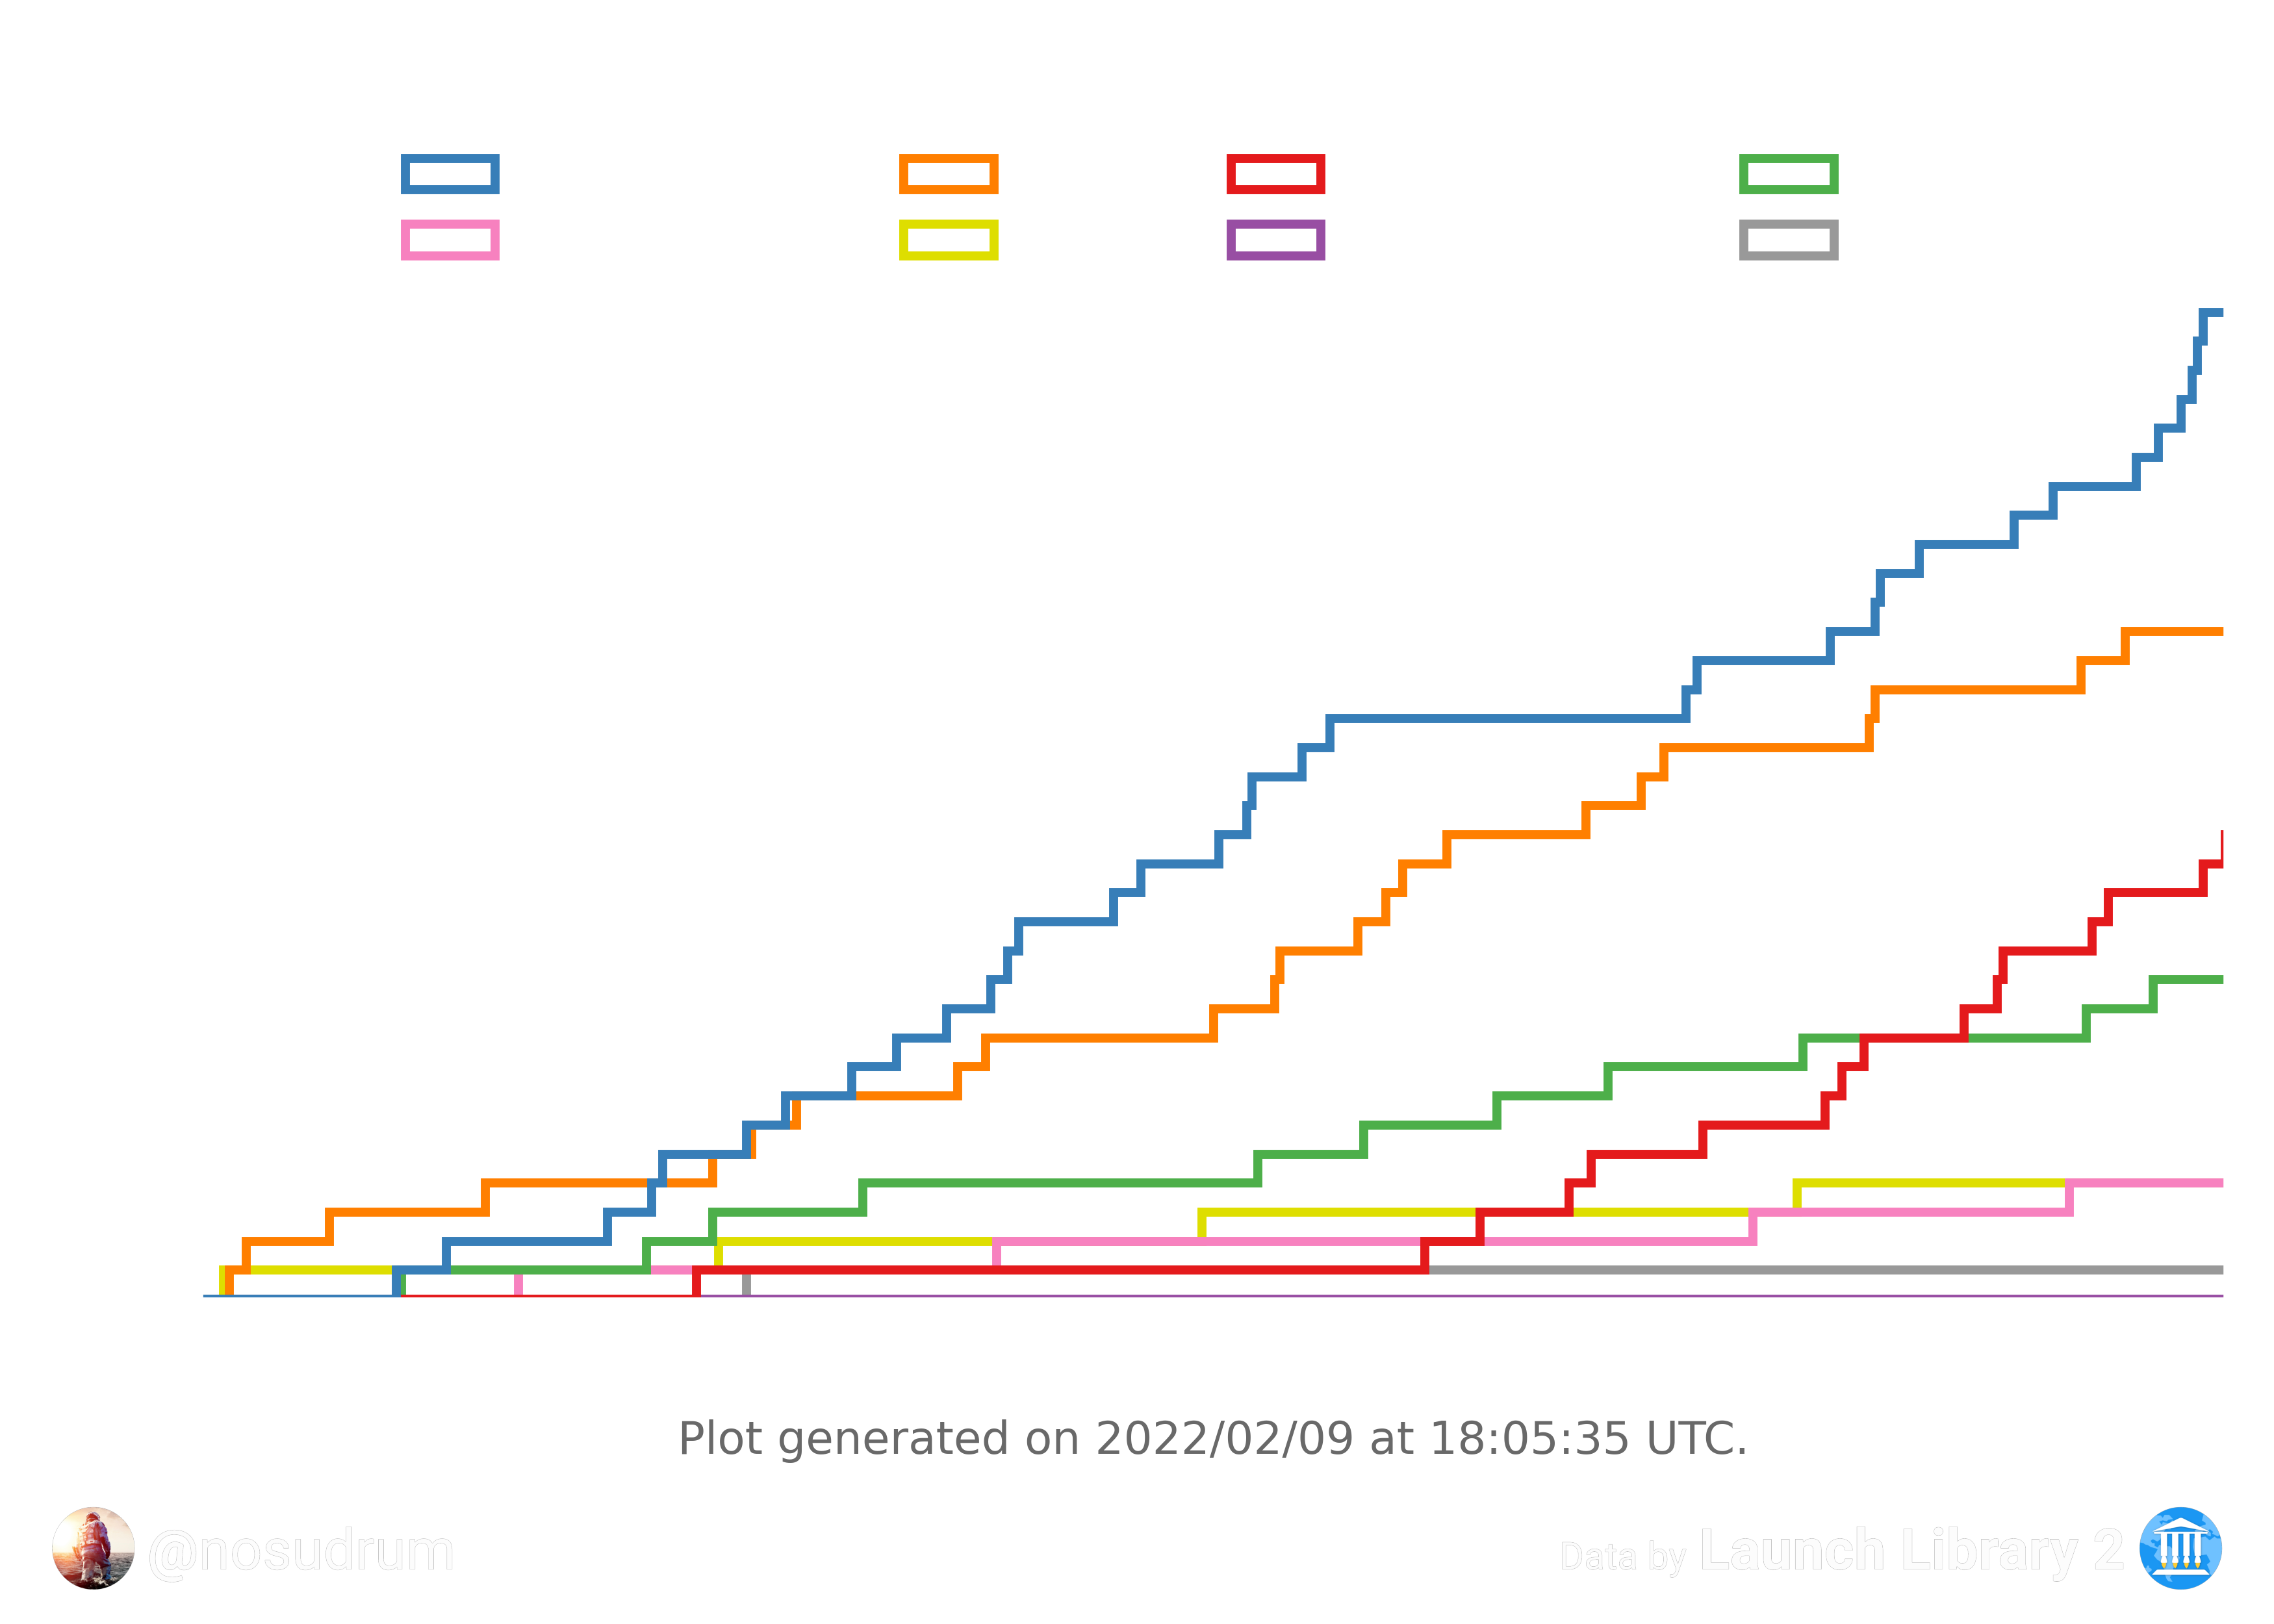 Plot generated on 2022/02/09 at 18:05:35 UTC.
@nosudrum
Data by Launch Library 2